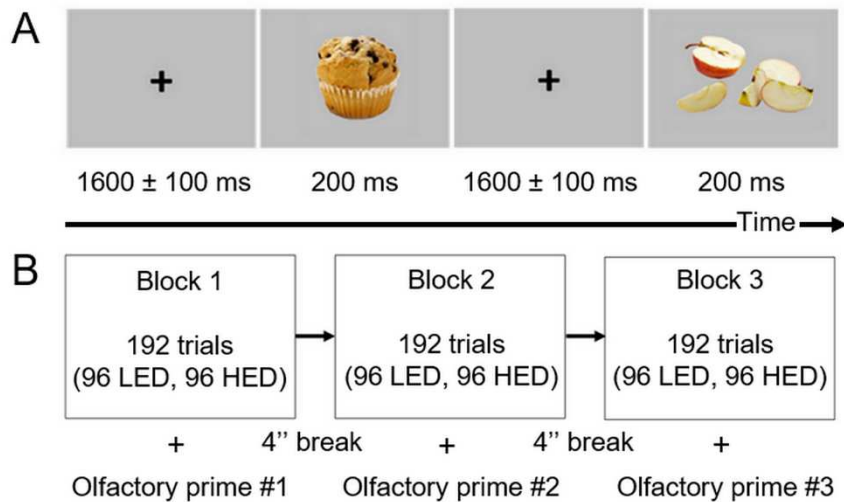 A
+
+
1600 ± 100 ms 200 ms 1600 ± 100 ms 200 ms
Time
B
Block 1 Block 2 Block 3
192 trials 192 trials 192 trials
(96 LED, 96 HED) (96 LED, 96 HED) (96 LED, 96 HED)
+ 4’’ break + 4’’ break +
Olfactory prime #1 Olfactory prime #2 Olfactory prime #3